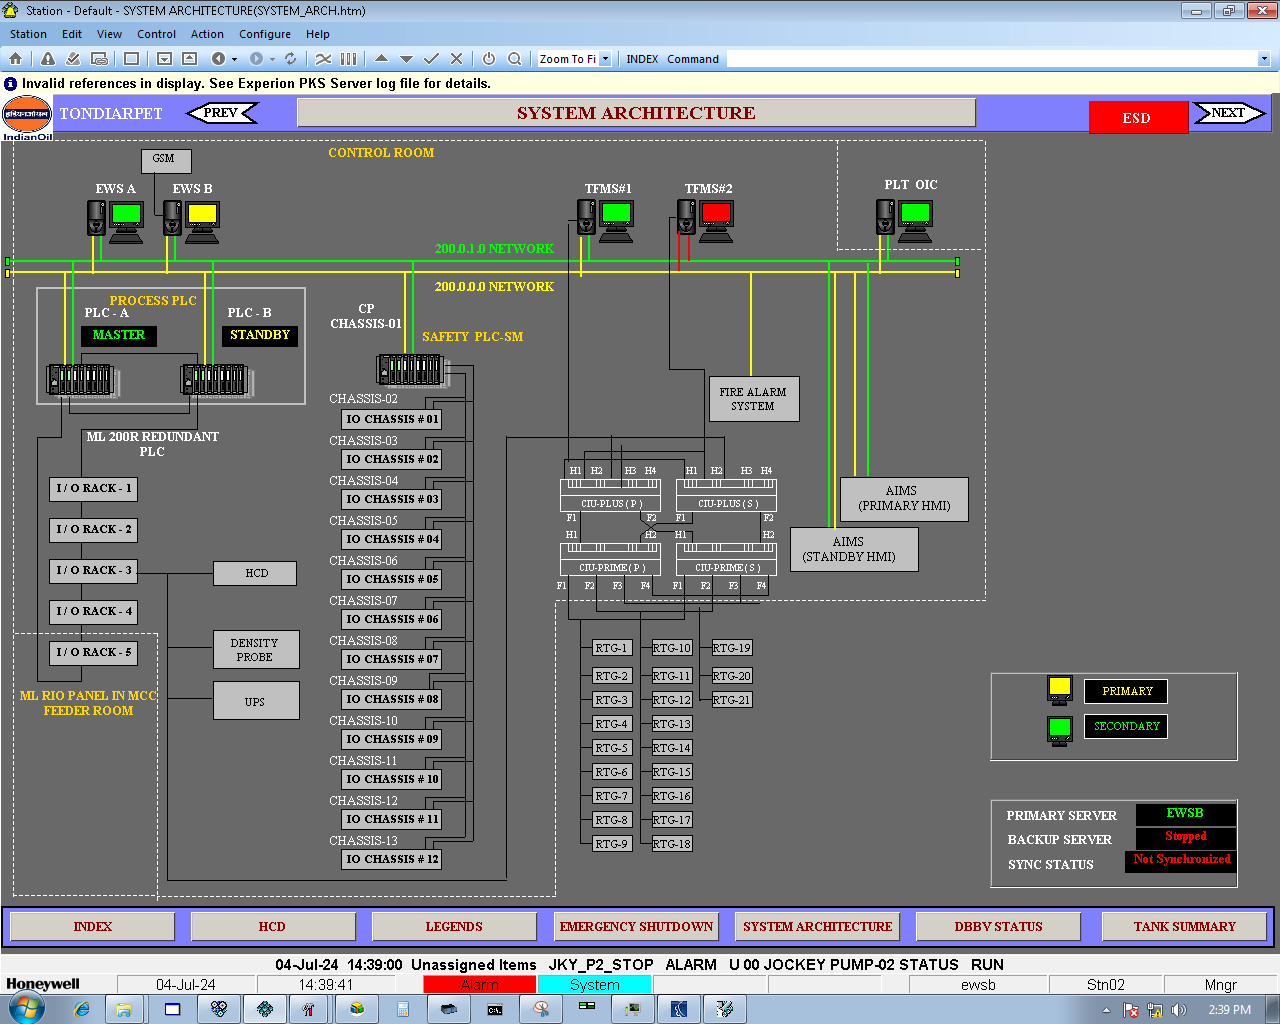 Station - Default - SYSTEM ARCHITECTURE(SYSTEM_ARCH.htm)
Station Edit View Control Action Configure Help
Zoom To Fi INDEX Command
Invalid references in display. See Experion PKS Server log file for details.
इंडियनऑयल
IndianOil
TONDIARPET
PREV
SYSTEM ARCHITECTURE
ESD
NEXT
CONTROL ROOM
GSM
EWS A
EWS B
TFMS#1
TFMS#2
PLT OIC
200.0.1.0 NETWORK
200.0.0.0 NETWORK
PROCESS PLC
PLC - A
PLC - B
MASTER
STANDBY
CP
CHASSIS-01
SAFETY PLC-SM
ML 200R REDUNDANT
PLC
I / O RACK - 1
I / O RACK - 2
I / O RACK - 3
I / O RACK - 4
I / O RACK - 5
ML RIO PANEL IN MCC
FEEDER ROOM
HCD
DENSITY
PROBE
UPS
CHASSIS-02
IO CHASSIS # 01
CHASSIS-03
IO CHASSIS # 02
CHASSIS-04
IO CHASSIS # 03
CHASSIS-05
IO CHASSIS # 04
CHASSIS-06
IO CHASSIS # 05
CHASSIS-07
IO CHASSIS # 06
CHASSIS-08
IO CHASSIS # 07
CHASSIS-09
IO CHASSIS # 08
CHASSIS-10
IO CHASSIS # 09
CHASSIS-11
IO CHASSIS # 10
CHASSIS-12
IO CHASSIS # 11
CHASSIS-13
IO CHASSIS # 12
FIRE ALARM
SYSTEM
H1 H2 H3 H4 H1 H2 H3 H4
CIU-PLUS ( P ) CIU-PLUS ( S )
F1 F2 F1 F2
H1 H2 H2
CIU-PRIME ( P ) CIU-PRIME ( S )
F1 F2 F3 F4 F1 F2 F3 F4
AIMS
(PRIMARY HMI)
AIMS
(STANDBY HMI)
RTG-1 RTG-10 RTG-19
RTG-2 RTG-11 RTG-20
RTG-3 RTG-12 RTG-21
RTG-4 RTG-13
RTG-5 RTG-14
RTG-6 RTG-15
RTG-7 RTG-16
RTG-8 RTG-17
RTG-9 RTG-18
PRIMARY
SECONDARY
PRIMARY SERVER EWSB
BACKUP SERVER Stopped
SYNC STATUS Not Synchronized
INDEX HCD LEGENDS EMERGENCY SHUTDOWN SYSTEM ARCHITECTURE DBBV STATUS TANK SUMMARY
04-Jul-24 14:39:00 Unassigned Items JKY_P2_STOP ALARM U 00 JOCKEY PUMP-02 STATUS RUN
Honeywell 04-Jul-24 14:39:41 Alarm System ewsb Stn02 Mngr
2:39 PM